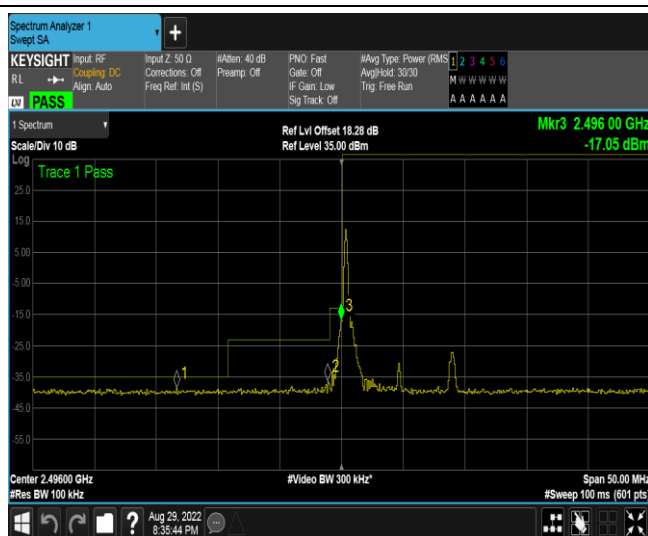 Spectrum Analyzer 1
Swept SA
KEYSIGHT
RL
PASS
Input: RF
Coupling: DC
Align: Auto
Input Z: 50 Ω
Corrections: Off
Freq Ref: Int (S)
#Atten: 40 dB
Preamp: Off
PNO: Fast
Gate: Off
IF Gain: Low
Sig Track: Off
#Avg Type: Power (RMS
Avg|Hold: 30/30
Trig: Free Run
1 2 3 4 5 6
M W W W W W
A A A A A A
1 Spectrum
Scale/Div 10 dB
Ref Lvl Offset 18.28 dB
Ref Level 35.00 dBm
Mkr3 2.496 00 GHz
-17.05 dBm
Log
Trace 1 Pass
25.0
15.0
5.00
-5.00
-15.0
-25.0
-35.0
-45.0
-55.0
1
2
3
Center 2.49600 GHz
#Res BW 100 kHz
#Video BW 300 kHz*
Span 50.00 MHz
#Sweep 100 ms (601 pts)
Aug 29, 2022
8:35:44 PM